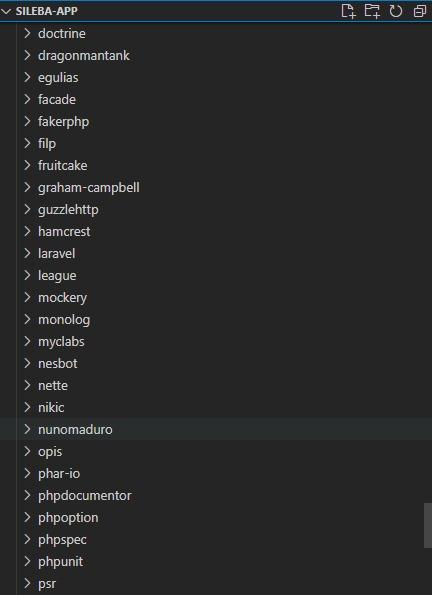 SILEBA-APP
doctrine
dragonmantank
egulias
facade
fakerphp
filp
fruitcake
graham-campbell
guzzlehttp
hamcrest
laravel
league
mockery
monolog
myclabs
nesbot
nette
nikic
nunomaduro
opis
phar-io
phpdocumentor
phpoption
phpspec
phpunit
psr